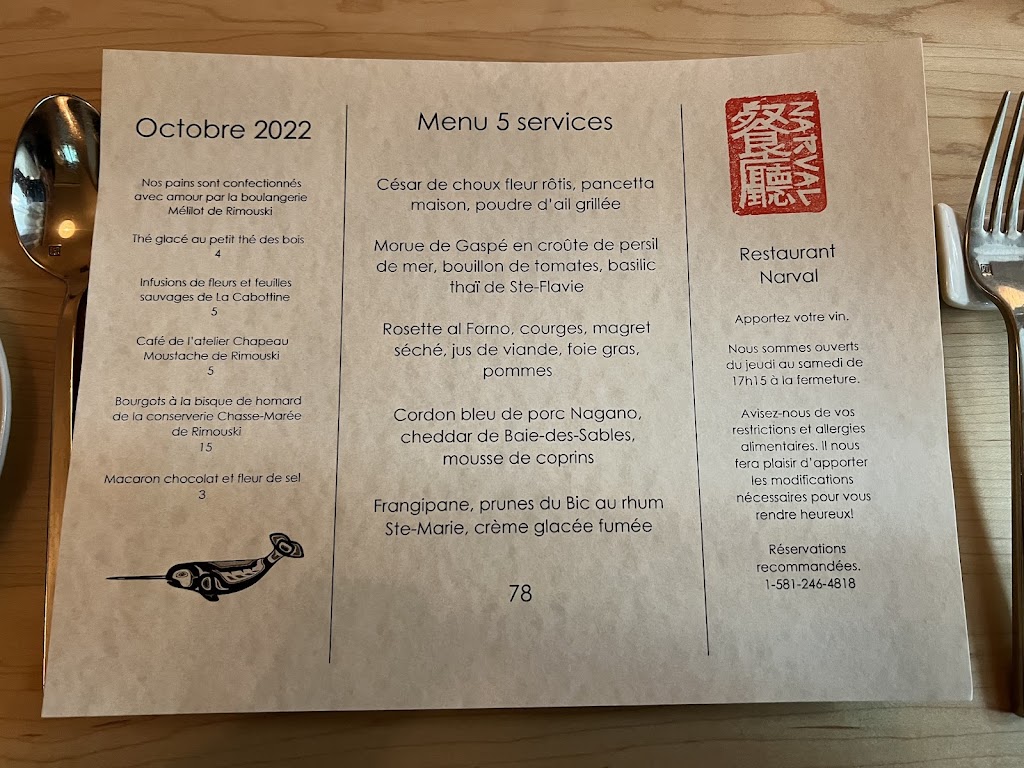 Octobre 2022
Nos pains sont confectionnés
avec amour par la boulangerie
Mélilot de Rimouski
Thé glacé au petit thé des bois
4
Infusions de fleurs et feuilles
sauvages de La Cabottine
5
Café de l'atelier Chapeau
Moustache de Rimouski
5
Bourgots à la bisque de homard
de la conserverie Chasse-Marée
de Rimouski
15
Macaron chocolat et fleur de sel
3
Menu 5 services
César de choux fleur rôtis, pancetta
maison, poudre d'ail grillée
Morue de Gaspé en croûte de persil
de mer, bouillon de tomates, basilic
thaï de Ste-Flavie
Rosette al Forno, courges, magret
séché, jus de viande, foie gras,
pommes
Cordon bleu de porc Nagano,
cheddar de Baie-des-Sables,
mousse de coprins
Frangipane, prunes du Bic au rhum
Ste-Marie, crème glacée fumée
78
餐廳
NARVAL
Restaurant
Narval
Apportez votre vin.
Nous sommes ouverts
du jeudi au samedi de
17h15 à la fermeture.
Avisez-nous de vos
restrictions et allergies
alimentaires. Il nous
fera plaisir d'apporter
les modifications
nécessaires pour vous
rendre heureux!
Réservations
recommandées.
1-581-246-4818